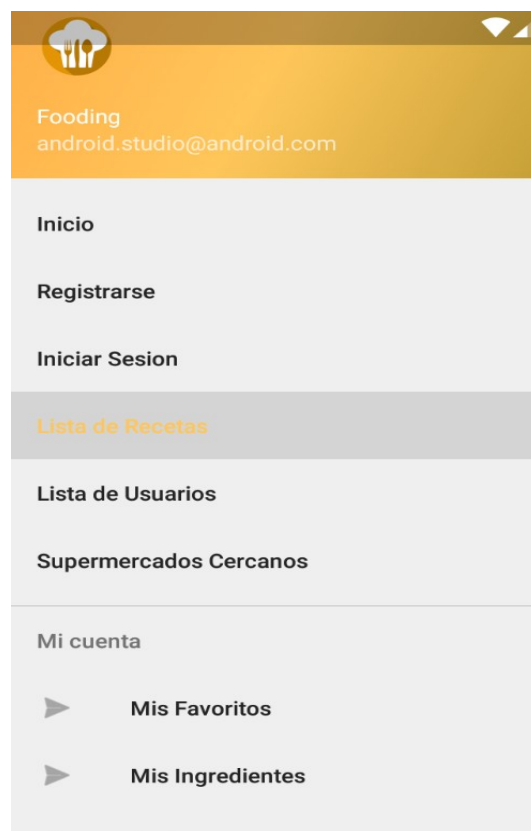 Fooding
android.studio@android.com
Inicio
Registrarse
Iniciar Sesion
Lista de Recetas
Lista de Usuarios
Supermercados Cercanos
Mi cuenta
Mis Favoritos
Mis Ingredientes